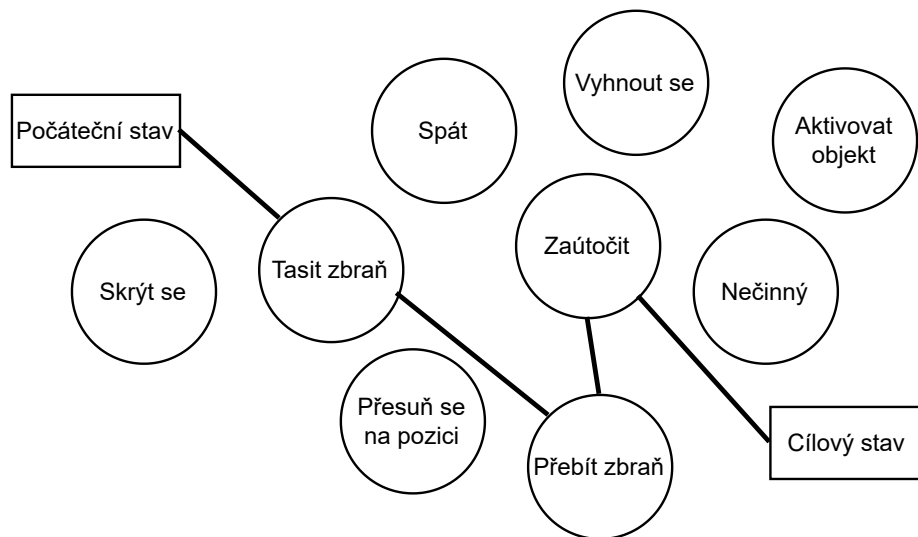 Počáteční stav
Spát
Vyhnout se
Aktivovat
objekt
Skrýt se
Tasit zbraň
Zaútočit
Nečinný
Přesuň se
na pozici
Přebít zbraň
Cílový stav